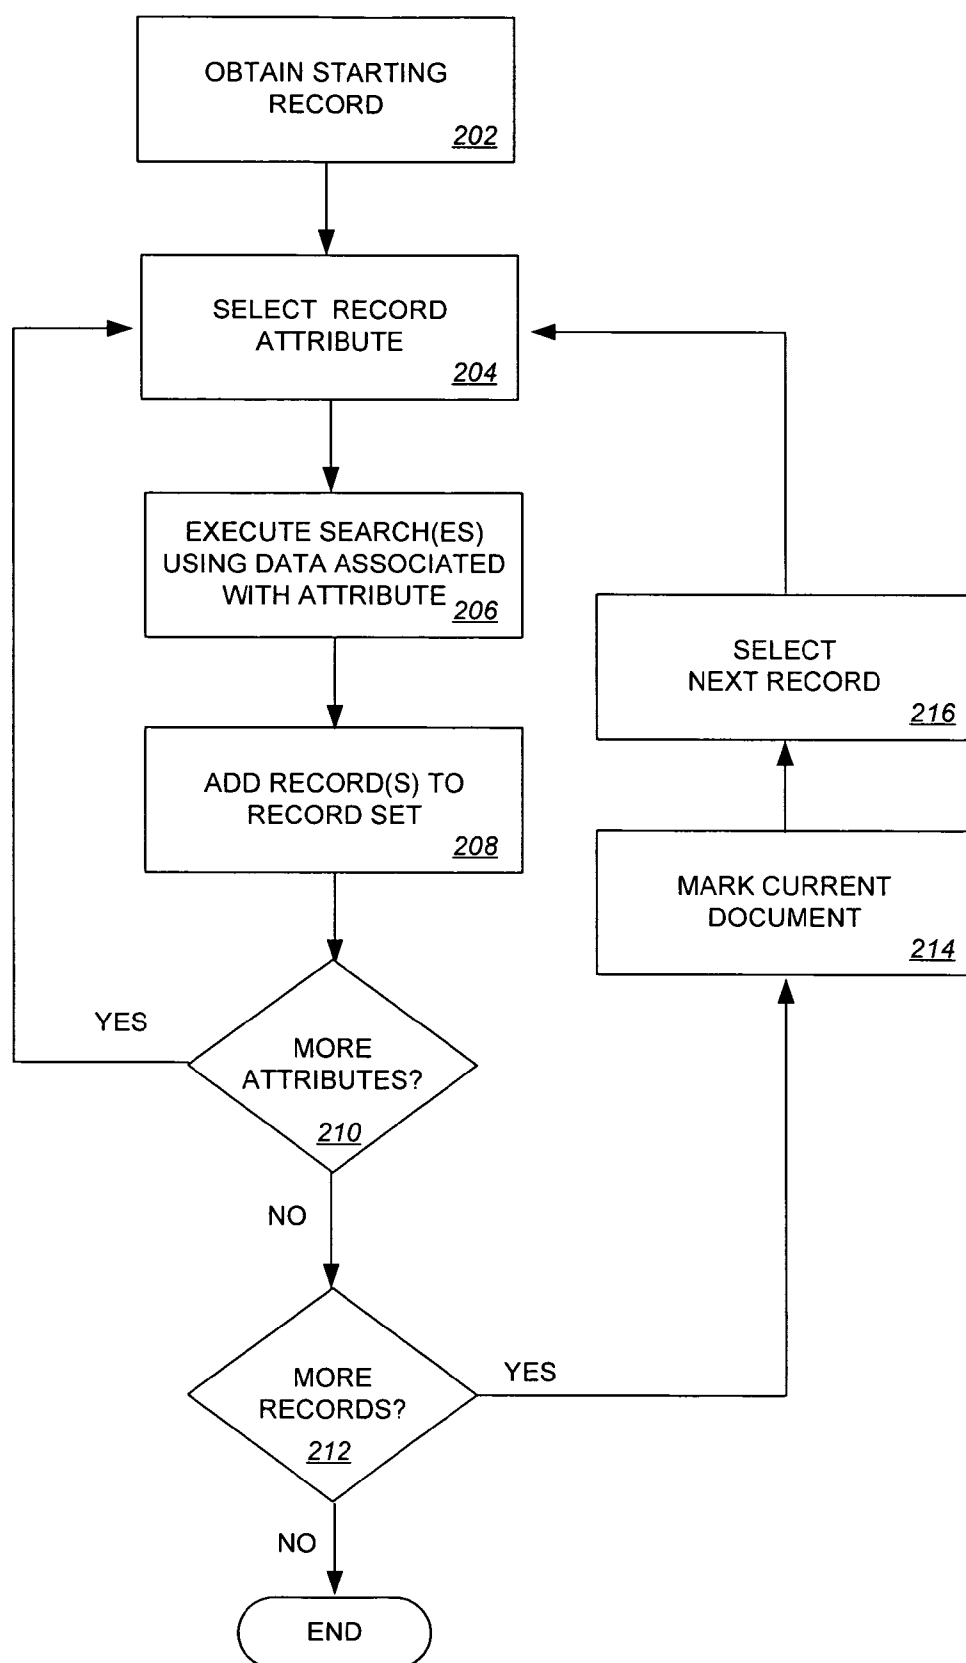 OBTAIN STARTING
RECORD
202
SELECT RECORD
ATTRIBUTE
204
EXECUTE SEARCH(ES)
USING DATA ASSOCIATED
WITH ATTRIBUTE
206
SELECT
NEXT RECORD
216
ADD RECORD(S) TO
RECORD SET
208
MARK CURRENT
DOCUMENT
214
YES
MORE
ATTRIBUTES?
210
NO
MORE
RECORDS?
212
YES
NO
END